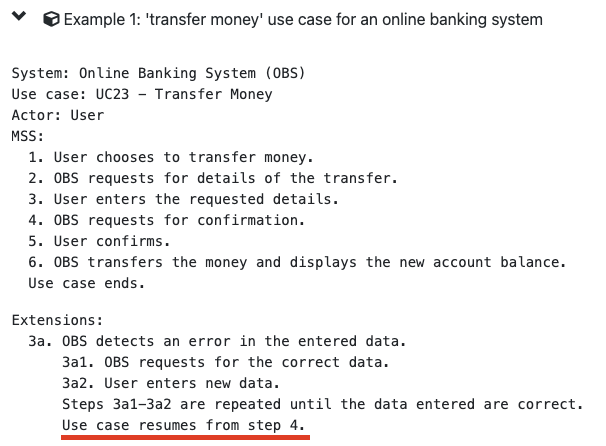 Example 1: 'transfer money' use case for an online banking system
System: Online Banking System (OBS)
Use case: UC23 – Transfer Money
Actor: User
MSS:
1. User chooses to transfer money.
2. OBS requests for details of the transfer.
3. User enters the requested details.
4. OBS requests for confirmation.
5. User confirms.
6. OBS transfers the money and displays the new account balance.
Use case ends.
Extensions:
3a. OBS detects an error in the entered data.
3a1. OBS requests for the correct data.
3a2. User enters new data.
Steps 3a1-3a2 are repeated until the data entered are correct.
Use case resumes from step 4.